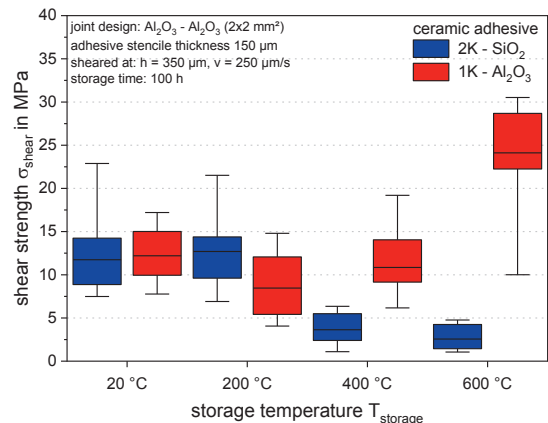 joint design: Al₂O₃ - Al₂O₃ (2x2 mm²)
adhesive stencile thickness 150 µm
sheared at: h = 350 µm, v = 250 µm/s
storage time: 100 h
ceramic adhesive
2K - SiO₂
1K - Al₂O₃
shear strength σshear in MPa
40
35
30
25
20
15
10
5
0
20 °C 200 °C 400 °C 600 °C
storage temperature Tstorage